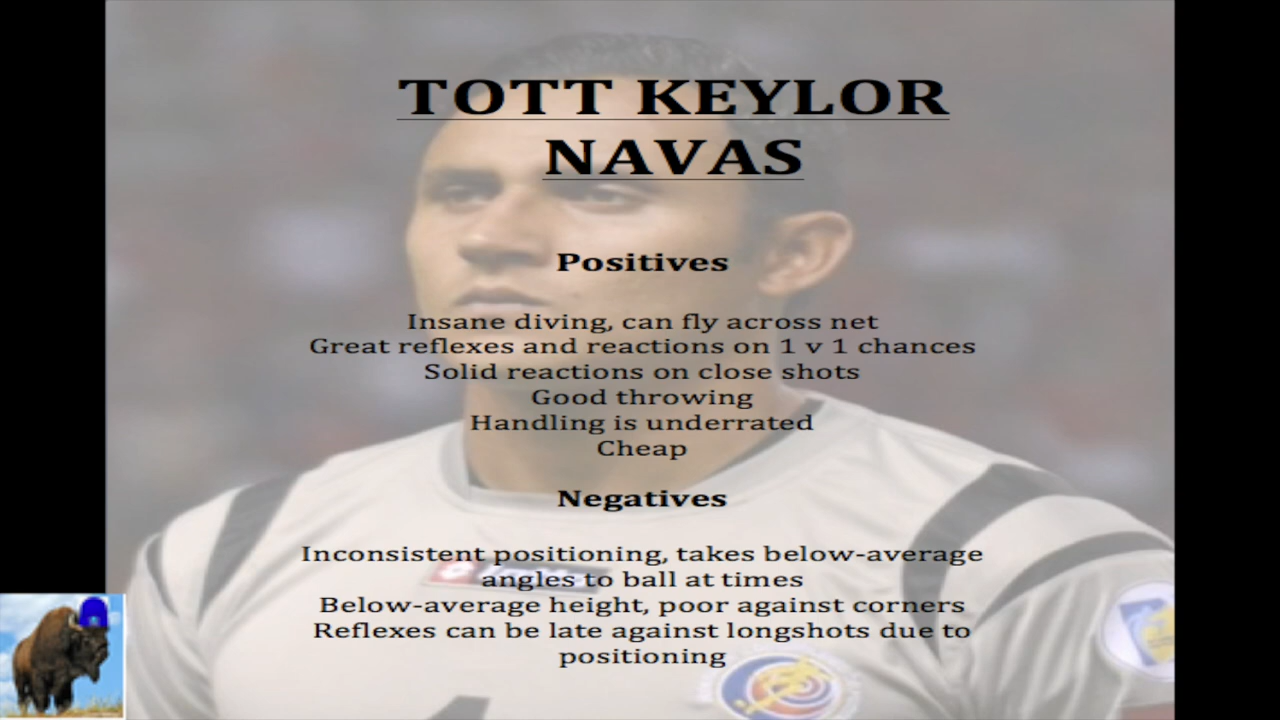 TOTT KEYLOR
NAVAS
Positives
Insane diving, can fly across net
Great reflexes and reactions on 1 v 1 chances
Solid reactions on close shots
Good throwing
Handling is underrated
Cheap
Negatives
Inconsistent positioning, takes below-average
angles to ball at times
Below-average height, poor against corners
Reflexes can be late against longshots due to
positioning